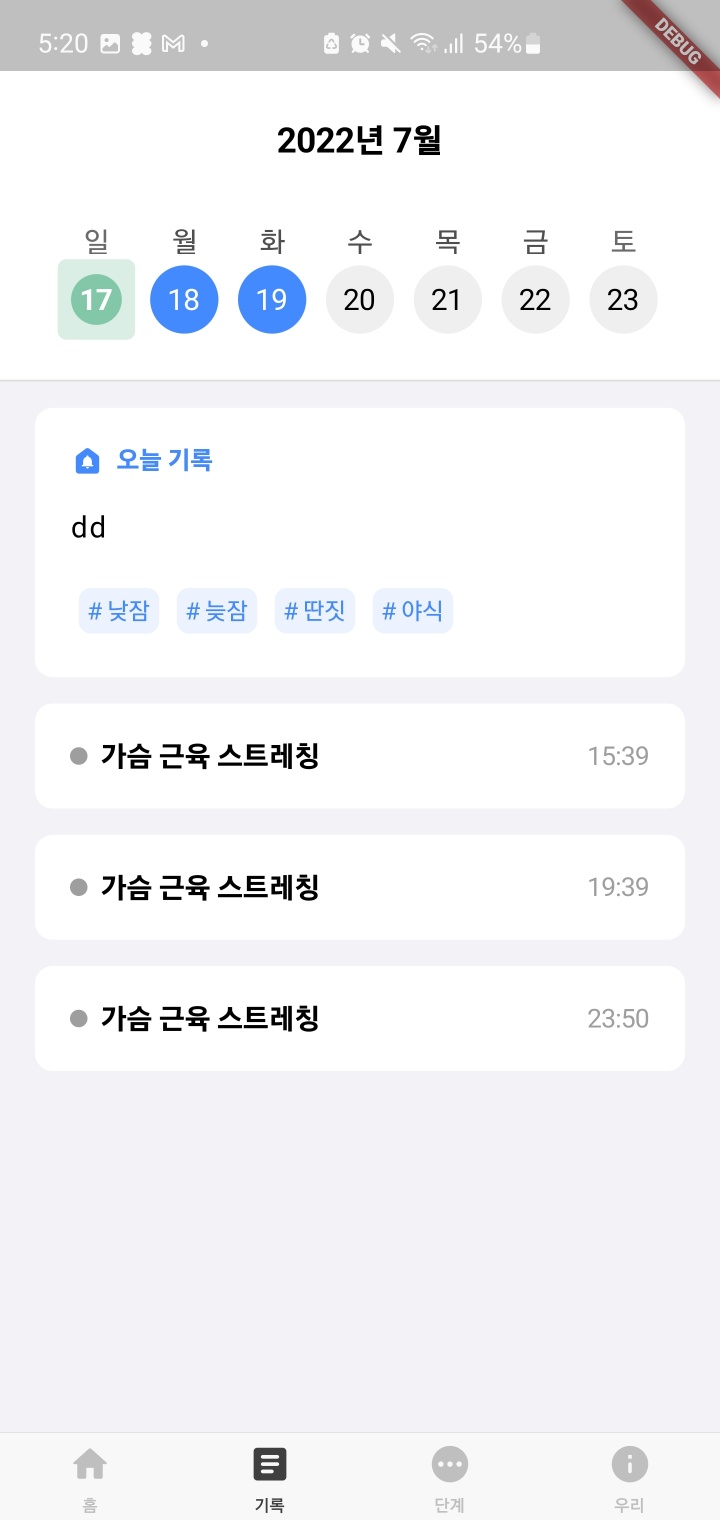 5:20 54%
DEBUG
2022년 7월
일 월 화 수 목 금 토
17 18 19 20 21 22 23
오늘 기록
dd
# 낮잠 # 늦잠 # 딴짓 # 야식
가슴 근육 스트레칭 15:39
가슴 근육 스트레칭 19:39
가슴 근육 스트레칭 23:50
홈 기록 단계 우리